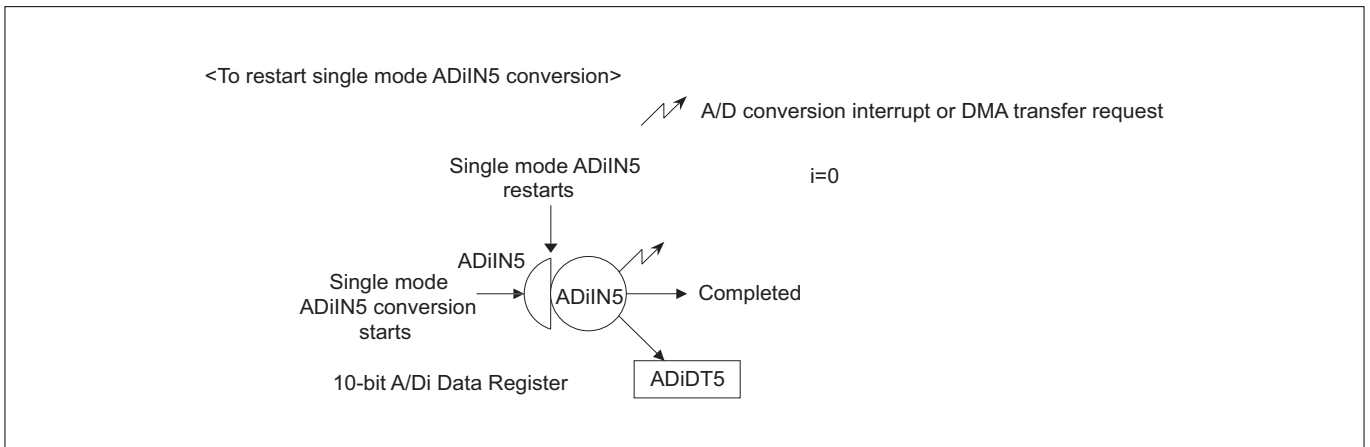 <To restart single mode ADiIN5 conversion>
A/D conversion interrupt or DMA transfer request
Single mode ADiIN5
restarts
i=0
ADiIN5
Single mode
ADiIN5 conversion
starts
ADiIN5
Completed
10-bit A/Di Data Register
ADiDT5